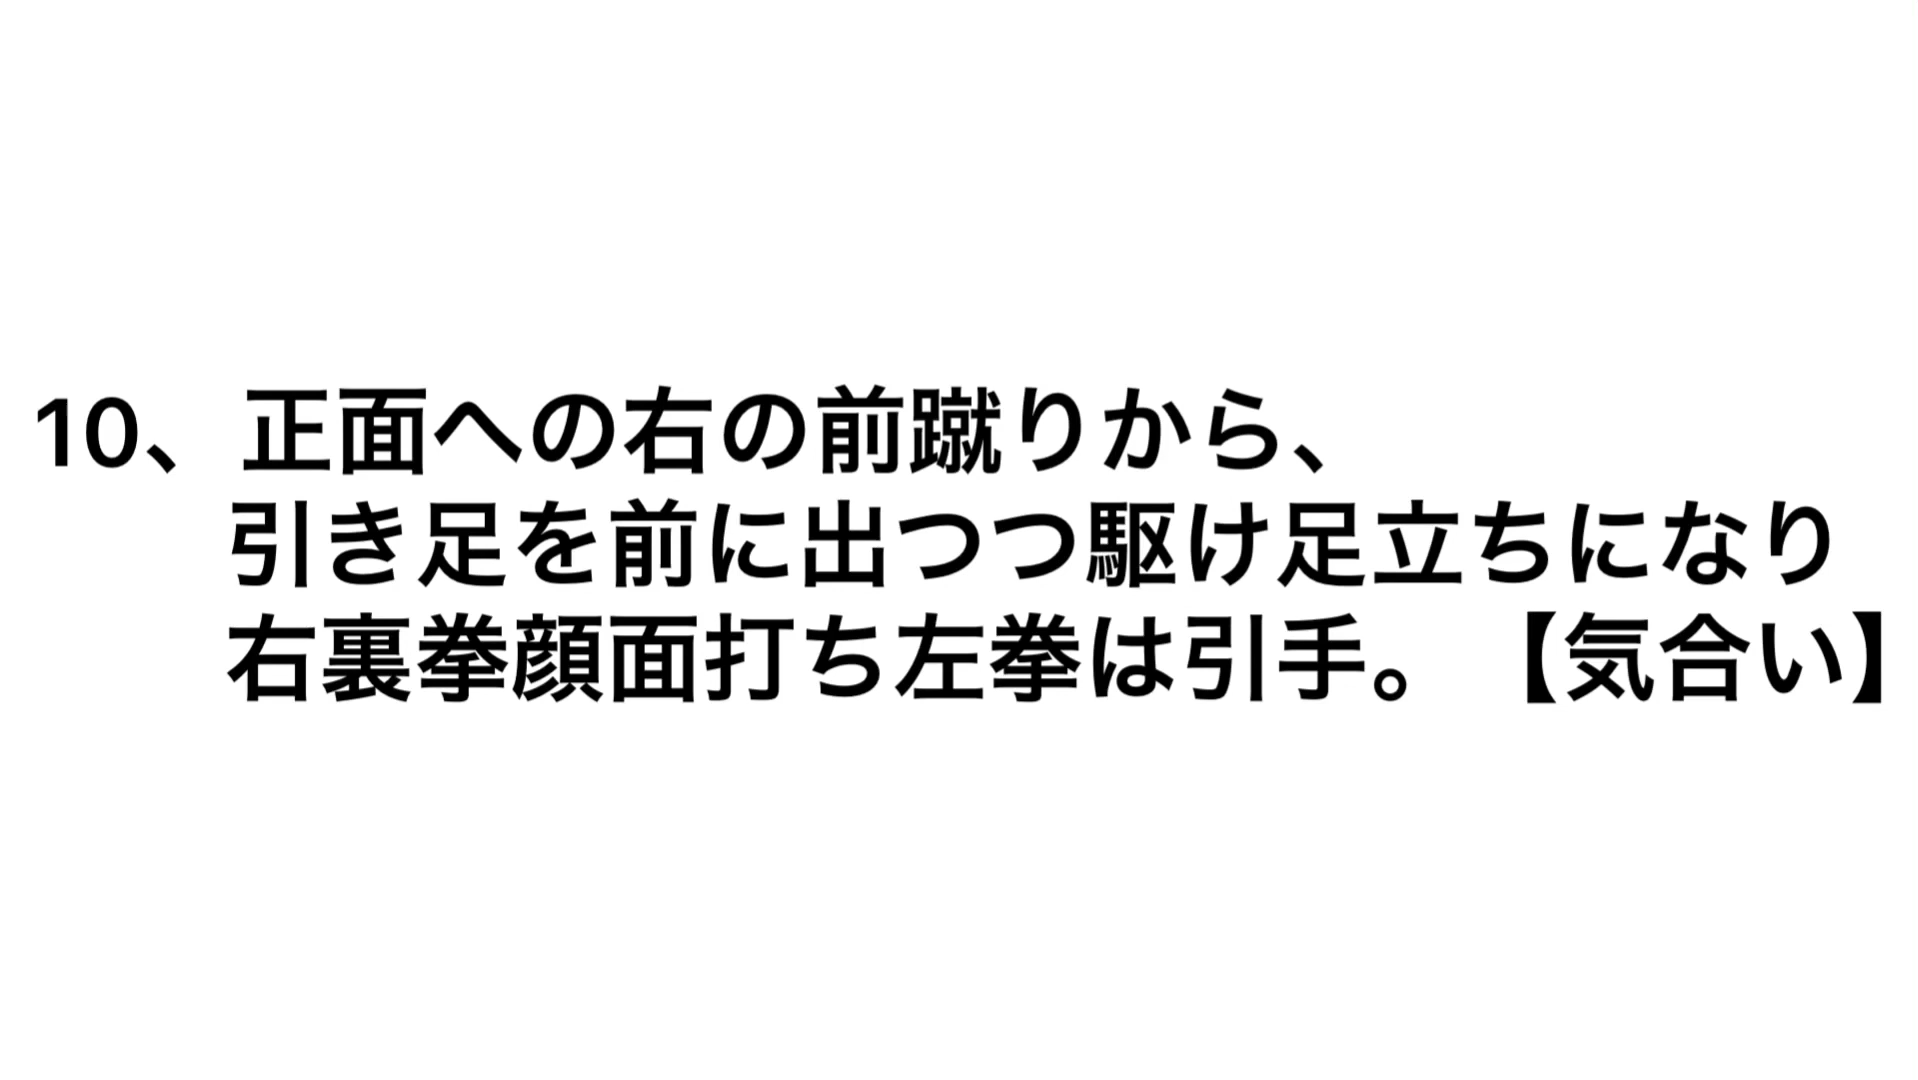 10、正面への右の前蹴りから、
引き足を前に出つつ駆け足立ちになり
右裏拳顔面打ち左拳は引手。【気合い】